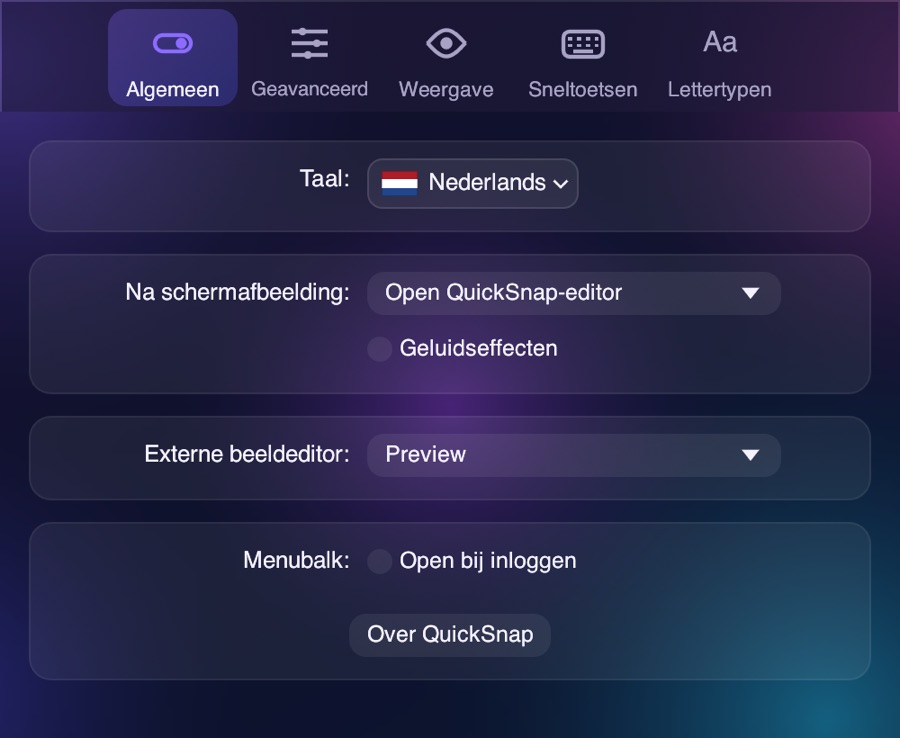 Algemeen Geavanceerd Weergave Sneltoetsen Aa Lettertypen
Taal: Nederlands
Na schermafbeelding: Open QuickSnap-editor
Geluidseffecten
Externe beeldeditor: Preview
Menubalk: Open bij inloggen
Over QuickSnap